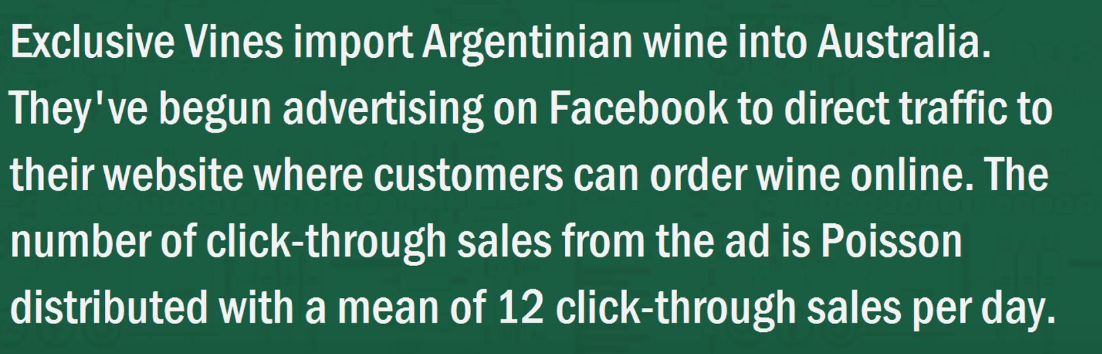 Exclusive Vines import Argentinian wine into Australia.
They've begun advertising on Facebook to direct traffic to
their website where customers can order wine online. The
number of click-through sales from the ad is Poisson
distributed with a mean of 12 click-through sales per day.